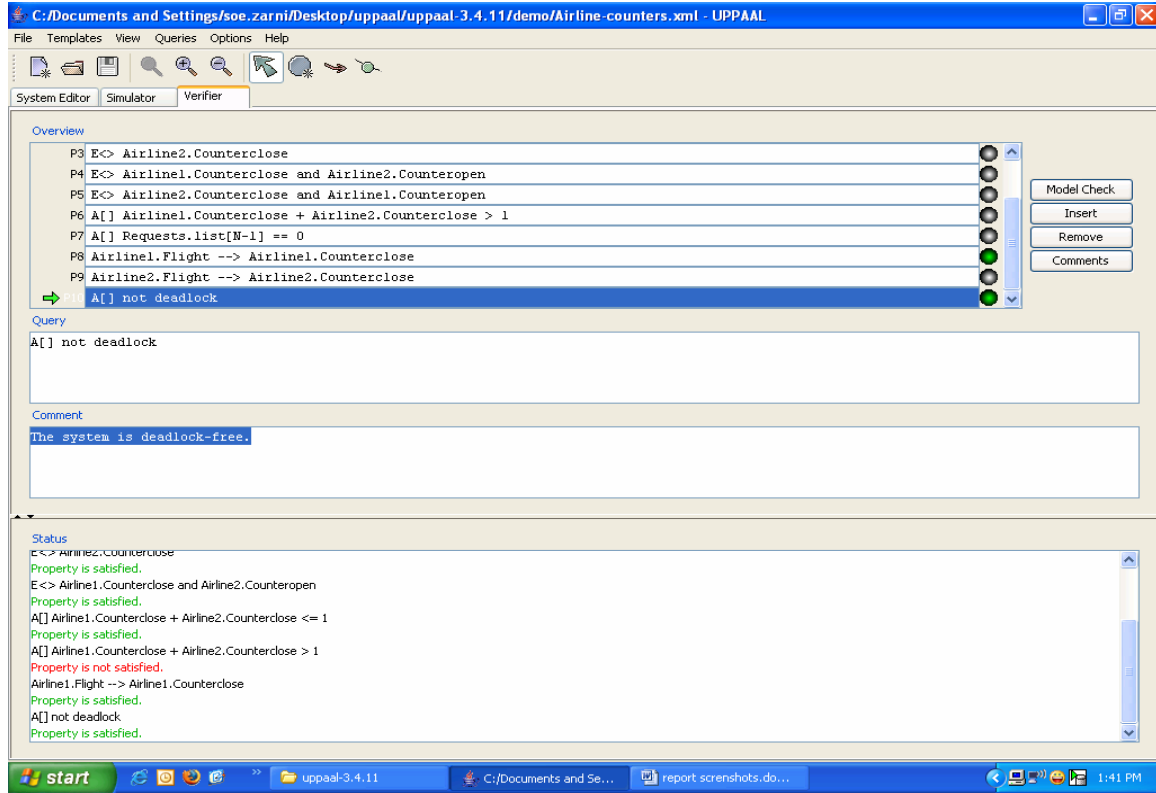 C:/Documents and Settings/soe.zarni/Desktop/uppaal/uppaal-3.4.11/demo/Airline-counters.xml - UPPAAL
File Templates View Queries Options Help
System Editor Simulator Verifier
Overview
P3 E<> Airline2.Counterclose
P4 E<> Airline1.Counterclose and Airline2.Counteropen
P5 E<> Airline2.Counterclose and Airline1.Counteropen
P6 A[] Airline1.Counterclose + Airline2.Counterclose > 1
P7 A[] Requests.list[N-1] == 0
P8 Airline1.Flight --> Airline1.Counterclose
P9 Airline2.Flight --> Airline2.Counterclose
P10 A[] not deadlock
Model Check
Insert
Remove
Comments
Query
A[] not deadlock
Comment
The system is deadlock-free.
Status
E<> Airline2.Counterclose
Property is satisfied.
E<> Airline1.Counterclose and Airline2.Counteropen
Property is satisfied.
A[] Airline1.Counterclose + Airline2.Counterclose <= 1
Property is satisfied.
A[] Airline1.Counterclose + Airline2.Counterclose > 1
Property is not satisfied.
Airline1.Flight --> Airline1.Counterclose
Property is satisfied.
A[] not deadlock
Property is satisfied.
start uppaal-3.4.11 C:/Documents and Se... report screnshots.do... 1:41 PM